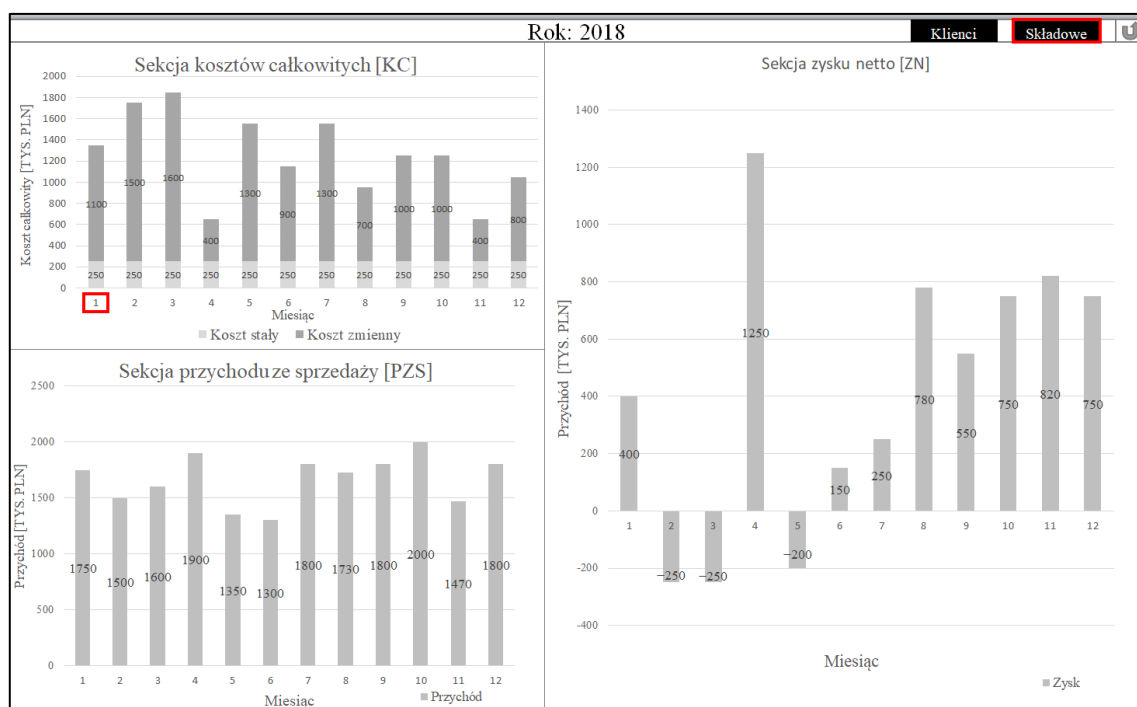 Rok: 2018
Klienci
Składowe
Sekcja kosztów całkowitych [KC]
Koszt całkowity [TYS. PLN]
2000
1800
1600
1400
1200
1000
800
600
400
200
0
1100 1500 1600 400 1300 900 1300 700 1000 1000 400 800
250 250 250 250 250 250 250 250 250 250 250 250
1 2 3 4 5 6 7 8 9 10 11 12
Miesiąc
Koszt stały Koszt zmienny
Sekcja przychodu ze sprzedaży [PZS]
Przychód [TYS. PLN]
2500
2000
1500
1000
500
0
1750 1500 1600 1900 1350 1300 1800 1730 1800 2000 1470 1800
1 2 3 4 5 6 7 8 9 10 11 12
Przychód
Miesiąc
Sekcja zysku netto [ZN]
Przychód [TYS. PLN]
1400
1200
1000
800
600
400
200
0
-200
-400
400 −250 −250 1250 −200 150 250 780 550 750 820 750
1 2 3 4 5 6 7 8 9 10 11 12
Miesiąc
Zysk